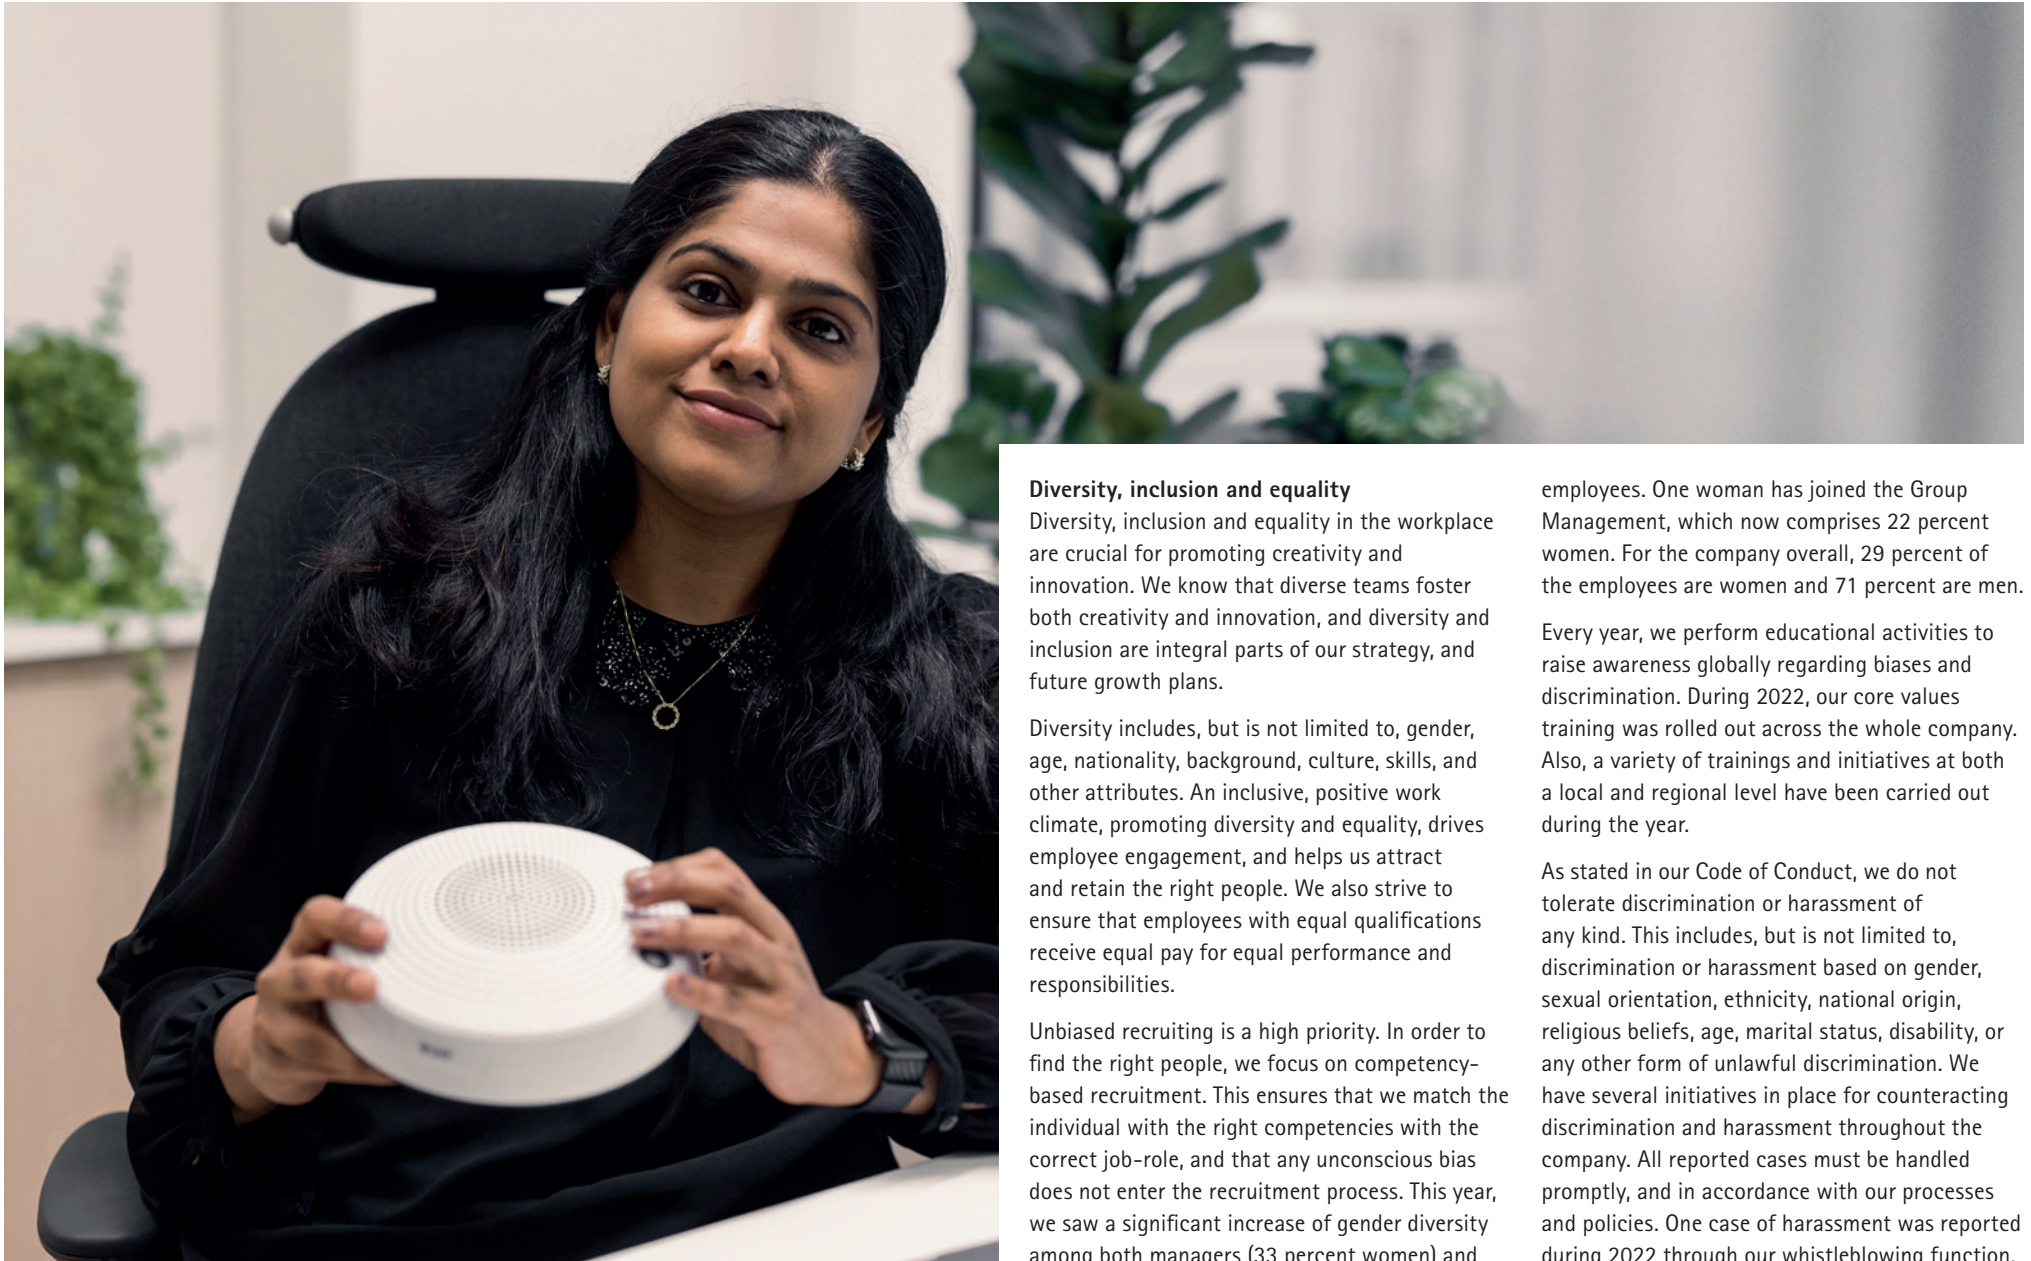 Diversity, inclusion and equality
Diversity, inclusion and equality in the workplace
are crucial for promoting creativity and
innovation. We know that diverse teams foster
both creativity and innovation, and diversity and
inclusion are integral parts of our strategy, and
future growth plans.
Diversity includes, but is not limited to, gender,
age, nationality, background, culture, skills, and
other attributes. An inclusive, positive work
climate, promoting diversity and equality, drives
employee engagement, and helps us attract
and retain the right people. We also strive to
ensure that employees with equal qualifications
receive equal pay for equal performance and
responsibilities.
Unbiased recruiting is a high priority. In order to
find the right people, we focus on competency-
based recruitment. This ensures that we match the
individual with the right competencies with the
correct job-role, and that any unconscious bias
does not enter the recruitment process. This year,
we saw a significant increase of gender diversity
among both managers (33 percent women) and
employees. One woman has joined the Group
Management, which now comprises 22 percent
women. For the company overall, 29 percent of
the employees are women and 71 percent are men.
Every year, we perform educational activities to
raise awareness globally regarding biases and
discrimination. During 2022, our core values
training was rolled out across the whole company.
Also, a variety of trainings and initiatives at both
a local and regional level have been carried out
during the year.
As stated in our Code of Conduct, we do not
tolerate discrimination or harassment of
any kind. This includes, but is not limited to,
discrimination or harassment based on gender,
sexual orientation, ethnicity, national origin,
religious beliefs, age, marital status, disability, or
any other form of unlawful discrimination. We
have several initiatives in place for counteracting
discrimination and harassment throughout the
company. All reported cases must be handled
promptly, and in accordance with our processes
and policies. One case of harassment was reported
during 2022 through our whistleblowing function.